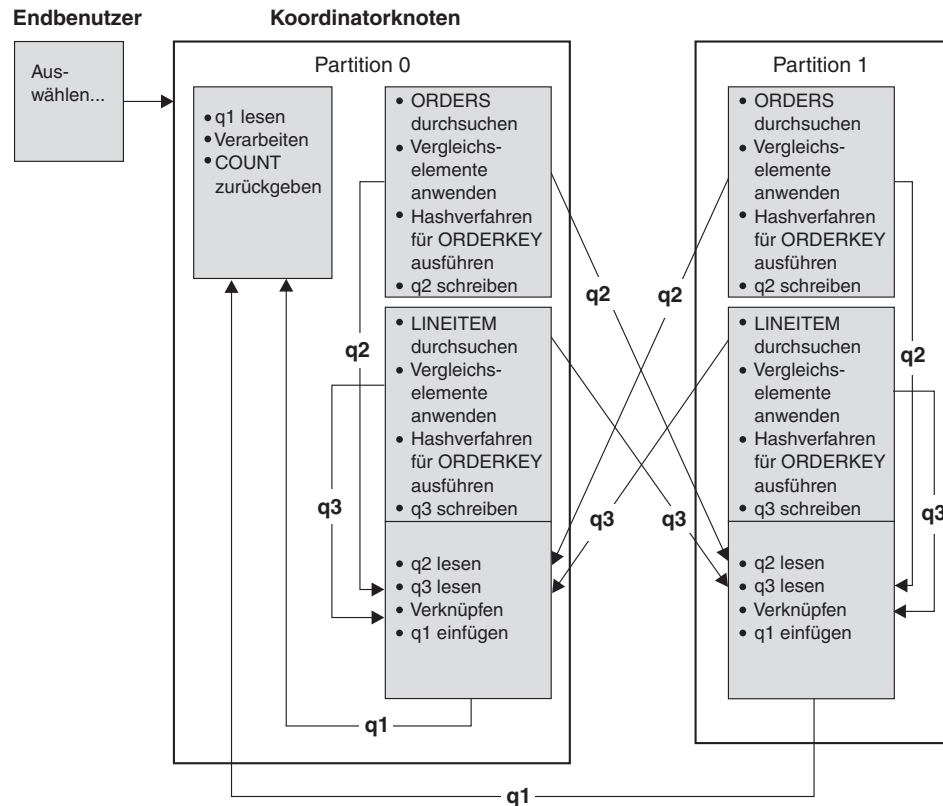 Endbenutzer
Koordinatorknoten
Aus-
wählen...
Partition 0
• q1 lesen
• Verarbeiten
• COUNT
zurückgeben
• ORDERS
durchsuchen
• Vergleichs-
elemente
anwenden
• Hashverfahren
für ORDERKEY
ausführen
• q2 schreiben
• LINEITEM
durchsuchen
• Vergleichs-
elemente
anwenden
• Hashverfahren
für ORDERKEY
ausführen
• q3 schreiben
• q2 lesen
• q3 lesen
• Verknüpfen
• q1 einfügen
q2
q3
q1
q2
q2
q3
q3
Partition 1
• ORDERS
durchsuchen
• Vergleichs-
elemente
anwenden
• Hashverfahren
für ORDERKEY
ausführen
• q2 schreiben
• LINEITEM
durchsuchen
• Vergleichs-
elemente
anwenden
• Hashverfahren
für ORDERKEY
ausführen
• q3 schreiben
• q2 lesen
• q3 lesen
• Verknüpfen
• q1 einfügen
q2
q3
q1